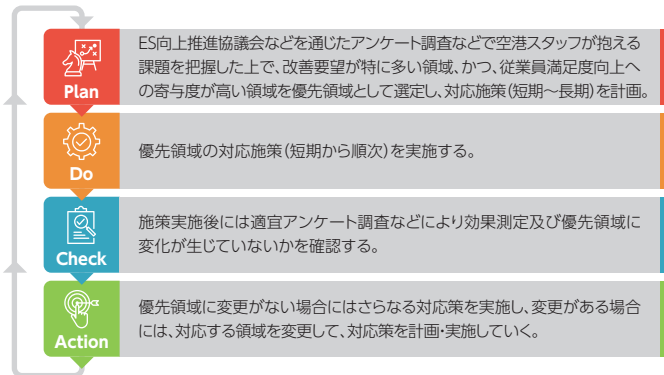 ES向上推進協議会などを通じたアンケート調査などで空港スタッフが抱える
課題を把握した上で、改善要望が特に多い領域、かつ、従業員満足度向上へ
の寄与度が高い領域を優先領域として選定し、対応施策(短期～長期)を計画。
Plan
優先領域の対応施策(短期から順次)を実施する。
Do
施策実施後には適宜アンケート調査などにより効果測定及び優先領域に
変化が生じていないかを確認する。
Check
優先領域に変更がない場合にはさらなる対応策を実施し、変更がある場合
には、対応する領域を変更して、対応策を計画・実施していく。
Action